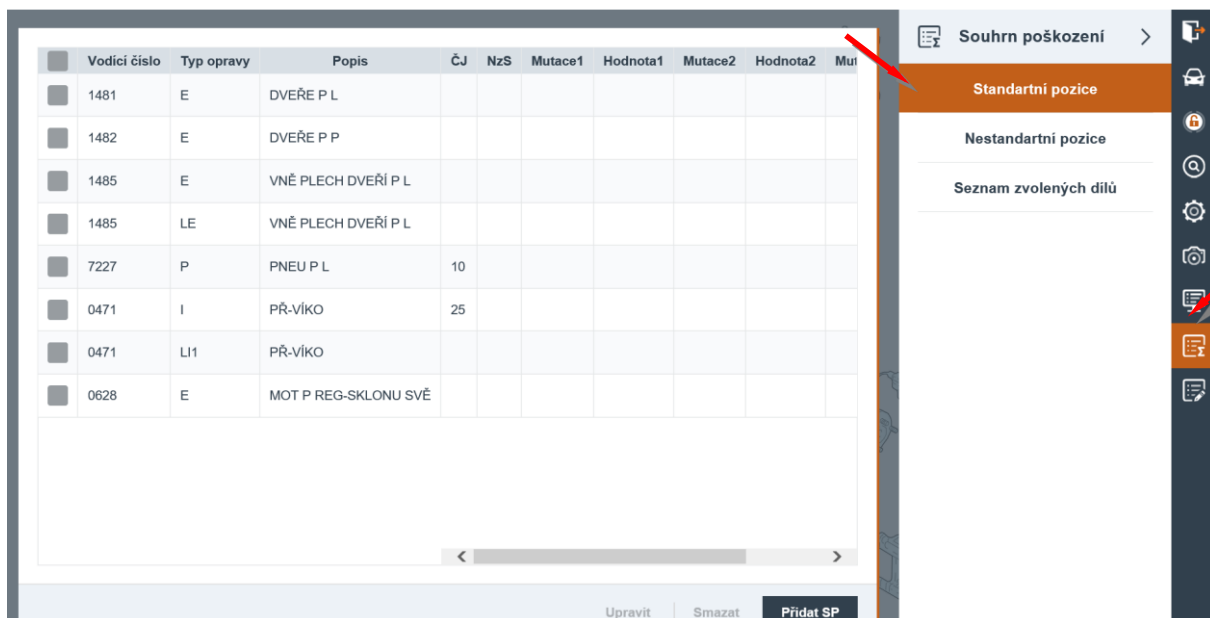 Souhrn poškození
Vodící číslo Typ opravy Popis ČJ NzS Mutace1 Hodnota1 Mutace2 Hodnota2 Mut
1481 E DVEŘE P L
1482 E DVEŘE P P
1485 E VNĚ PLECH DVEŘÍ P L
1485 LE VNĚ PLECH DVEŘÍ P L
7227 P PNEU P L 10
0471 I PŘ-VÍKO 25
0471 LI1 PŘ-VÍKO
0628 E MOT P REG-SKLONU SVĚ
Upravit Smazat Přidat SP
Standartní pozice
Nestandartní pozice
Seznam zvolených dílů